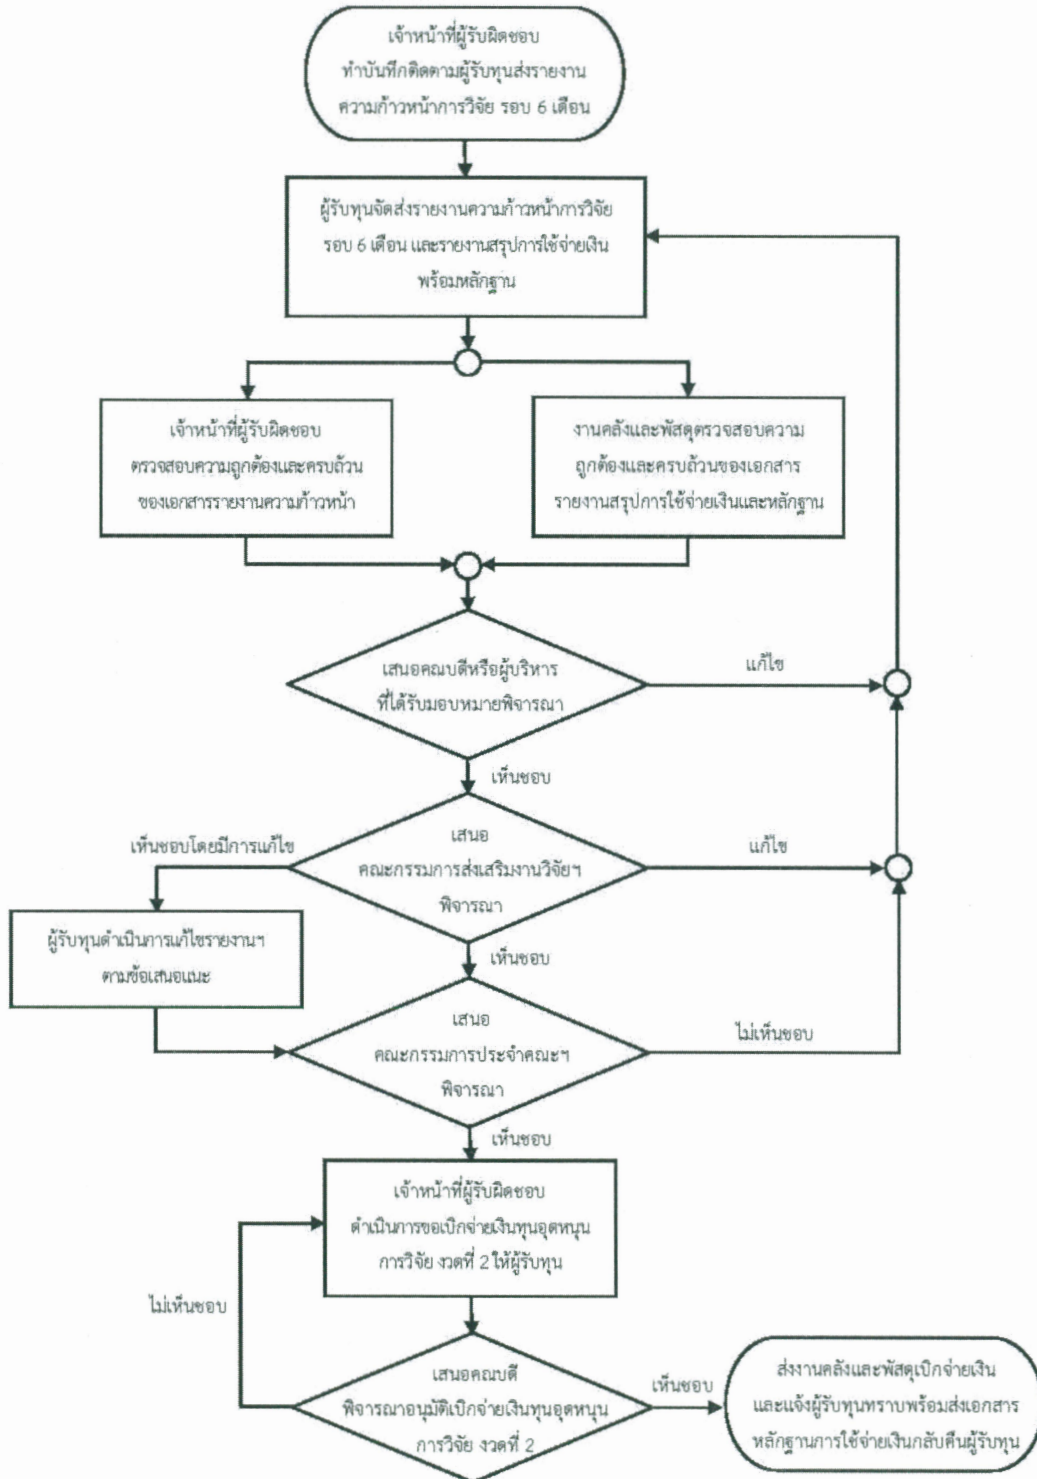 เจ้าหน้าที่ผู้รับผิดชอบ
ทำบันทึกติดตามผู้รับทุนส่งรายงาน
ความก้าวหน้าการวิจัย รอบ 6 เดือน
ผู้รับทุนจัดส่งรายงานความก้าวหน้าการวิจัย
รอบ 6 เดือน และรายงานสรุปการใช้จ่ายเงิน
พร้อมหลักฐาน
เจ้าหน้าที่ผู้รับผิดชอบ
ตรวจสอบความถูกต้องและครบถ้วน
ของเอกสารรายงานความก้าวหน้า
งานคลังและพัสดุตรวจสอบความ
ถูกต้องและครบถ้วนของเอกสาร
รายงานสรุปการใช้จ่ายเงินและหลักฐาน
เสนอคณบดีหรือผู้บริหาร
ที่ได้รับมอบหมายพิจารณา
แก้ไข
เห็นชอบ
เห็นชอบโดยมีการแก้ไข
เสนอ
คณะกรรมการส่งเสริมงานวิจัยฯ
พิจารณา
แก้ไข
ผู้รับทุนดำเนินการแก้ไขรายงานฯ
ตามข้อเสนอแนะ
เห็นชอบ
เสนอ
คณะกรรมการประจำคณะฯ
พิจารณา
ไม่เห็นชอบ
เห็นชอบ
เจ้าหน้าที่ผู้รับผิดชอบ
ดำเนินการขอเบิกจ่ายเงินทุนอุดหนุน
การวิจัย งวดที่ 2 ให้ผู้รับทุน
ไม่เห็นชอบ
เสนอคณบดี
พิจารณาอนุมัติเบิกจ่ายเงินทุนอุดหนุน
การวิจัย งวดที่ 2
เห็นชอบ
ส่งงานคลังและพัสดุเบิกจ่ายเงิน
และแจ้งผู้รับทุนทราบพร้อมส่งเอกสาร
หลักฐานการใช้จ่ายเงินกลับคืนผู้รับทุน